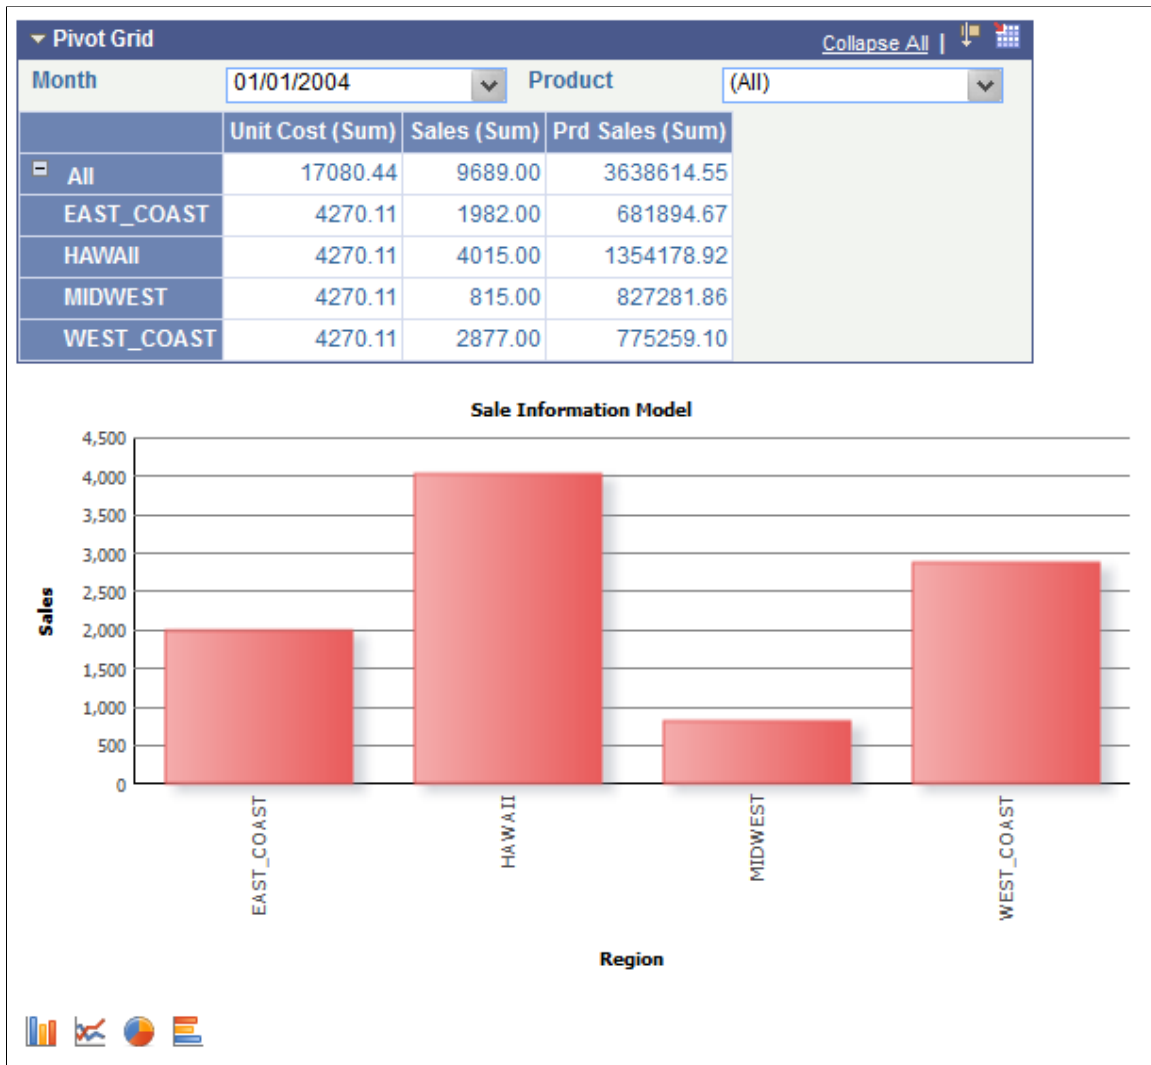 Pivot Grid Collapse All |
Month 01/01/2004 Product (All)
Unit Cost (Sum) Sales (Sum) Prd Sales (Sum)
All 17080.44 9689.00 3638614.55
EAST_COAST 4270.11 1982.00 681894.67
HAWAII 4270.11 4015.00 1354178.92
MIDWEST 4270.11 815.00 827281.86
WEST_COAST 4270.11 2877.00 775259.10
Sale Information Model
4,500
4,000
3,500
3,000
2,500
2,000
1,500
1,000
500
0
Sales
EAST_COAST
HAWAII
MIDWEST
WEST_COAST
Region